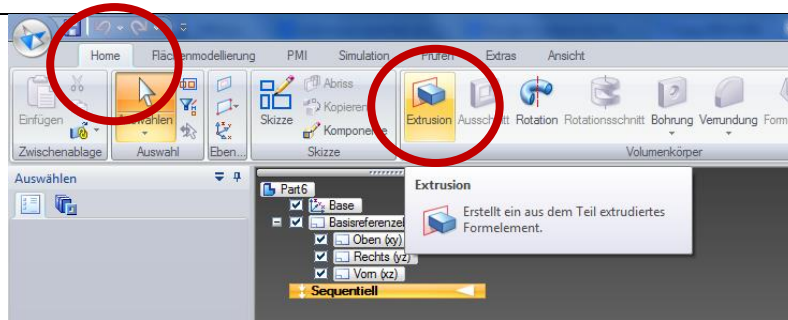 Home Flächenmodellierung PMI Simulation Prüfen Extras Ansicht
Abriss
Kopieren
Einfügen Auswählen Skizze Extrusion Ausschnitt Rotation Rotationsschnitt Bohrung Verrundung
Komponente
Zwischenablage Auswahl Eben... Skizze Volumenkörper
Auswählen
Extrusion
Erstellt ein aus dem Teil extrudiertes
Formelement.
Part6
Base
Oben (xy)
Rechts (yz)
Vorn (xz)
Sequentiell